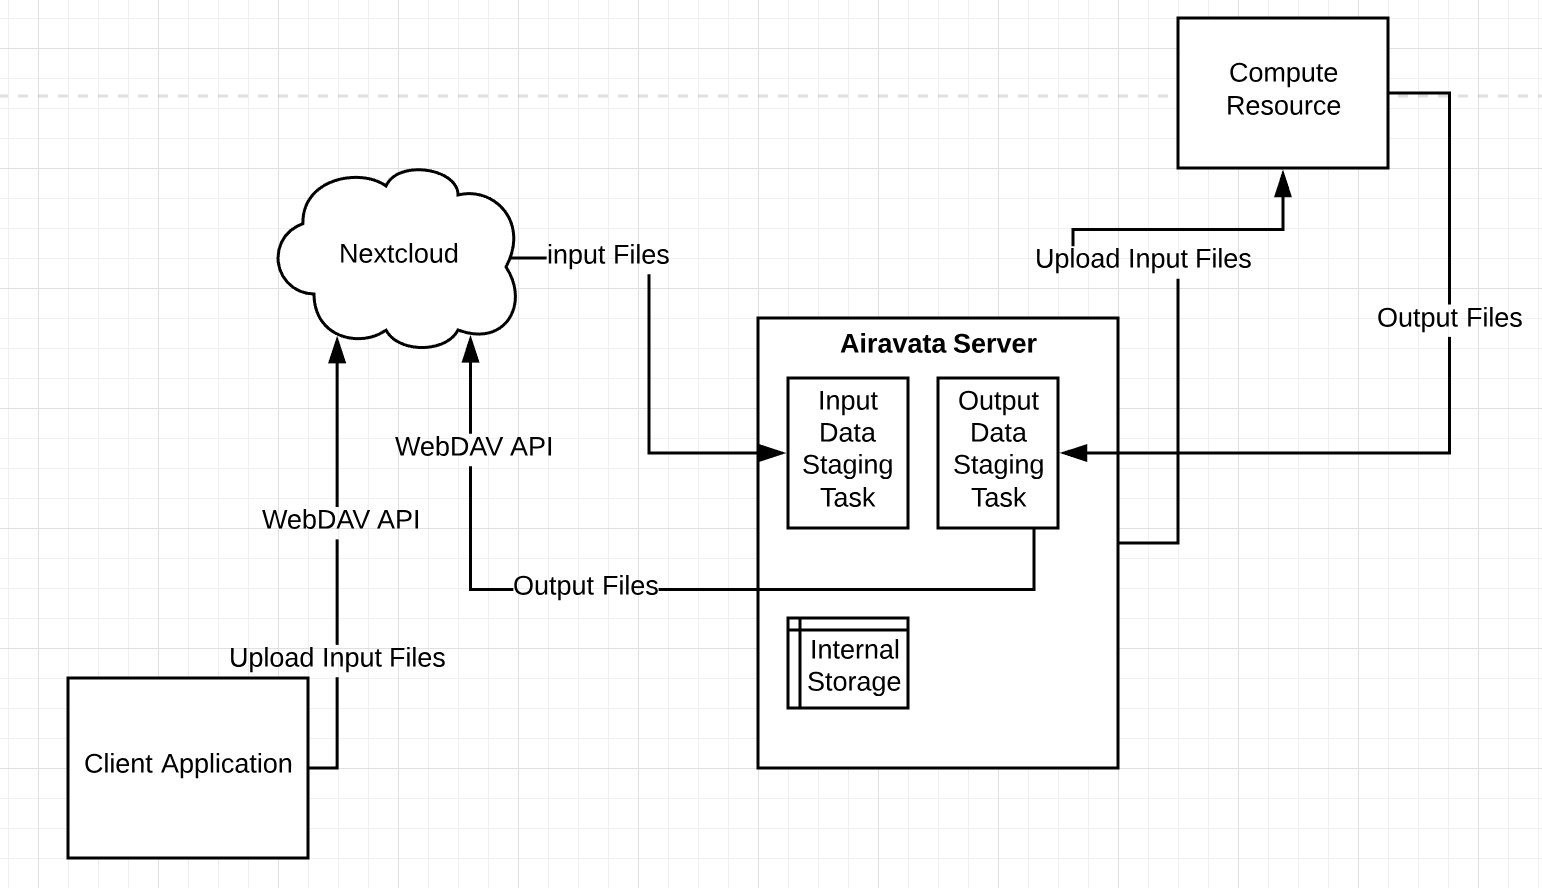 Compute
Resource
Nextcloud
input Files
Upload Input Files
Output Files
Airavata Server
Input
Data
Staging
Task
Output
Data
Staging
Task
WebDAV API
WebDAV API
Output Files
Internal
Storage
Upload Input Files
Client Application